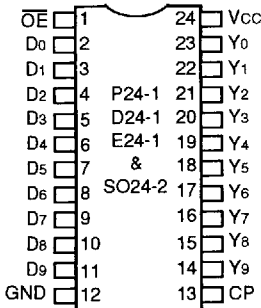 O̅E̅ 1 24 Vcc
D0 2 23 Y0
D1 3 22 Y1
D2 4 P24-1 21 Y2
D3 5 D24-1 20 Y3
D4 6 E24-1 19 Y4
D5 7 & 18 Y5
D6 8 SO24-2 17 Y6
D7 9 16 Y7
D8 10 15 Y8
D9 11 14 Y9
GND 12 13 CP